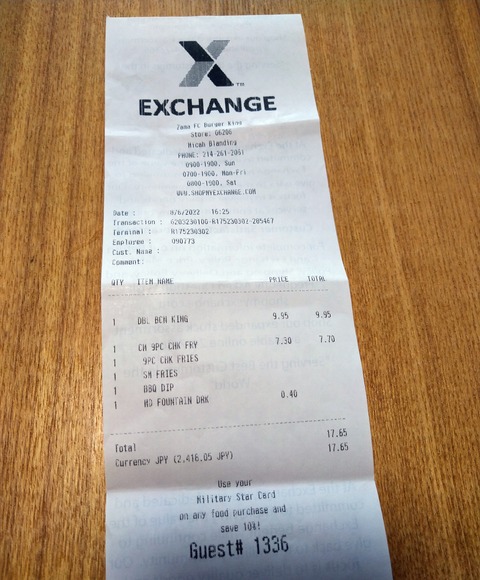 X™
EXCHANGE
Zama FC Burger King
Store: 06206
Micah Blanding
PHONE: 214-261-2061
0900-1900, Sun
0700-1900, Mon-Fri
0800-1900, Sat
WWW.SHOPMYEXCHANGE.COM
Date : 8/6/2022 16:25
Transaction : 6203230106-R175230302-285467
Terminal : R175230302
Employee : 090773
Cust. Name :
Comment:
QTY ITEM NAME PRICE TOTAL
1 DBL BCN KING 9.95 9.95
1 CM 9PC CHK FRY 7.30 7.70
1 9PC CHK FRIES
1 SM FRIES
1 BBQ DIP
1 MD FOUNTAIN DRK 0.40
Total 17.65
Currency JPY (2,416.05 JPY) 17.65
Use your
Military Star Card
on any food purchase and
save 10%!
Guest# 1336